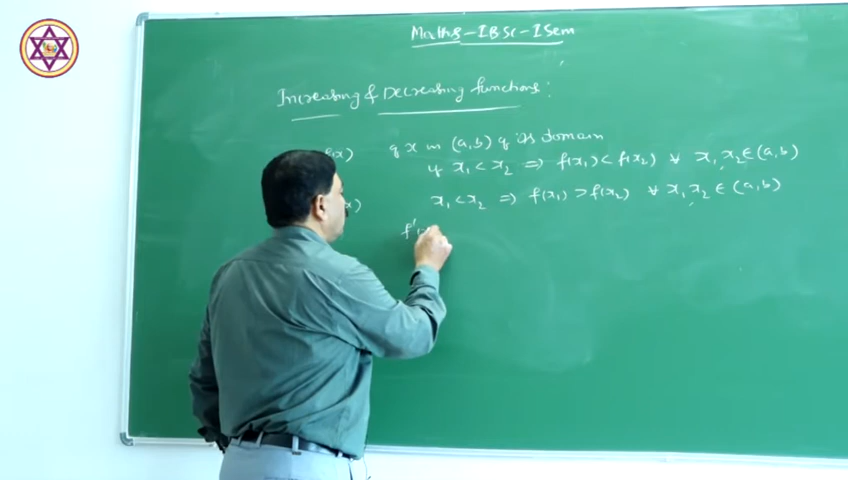 Maths-I BSc-I Sem
Increasing & Decreasing functions:
f(x) of x in (a,b) of its domain
if x₁ < x₂ ⇒ f(x₁) < f(x₂) ∀ x₁, x₂ ∈ (a,b)
x) x₁ < x₂ ⇒ f(x₁) > f(x₂) ∀ x₁, x₂ ∈ (a,b)
f'